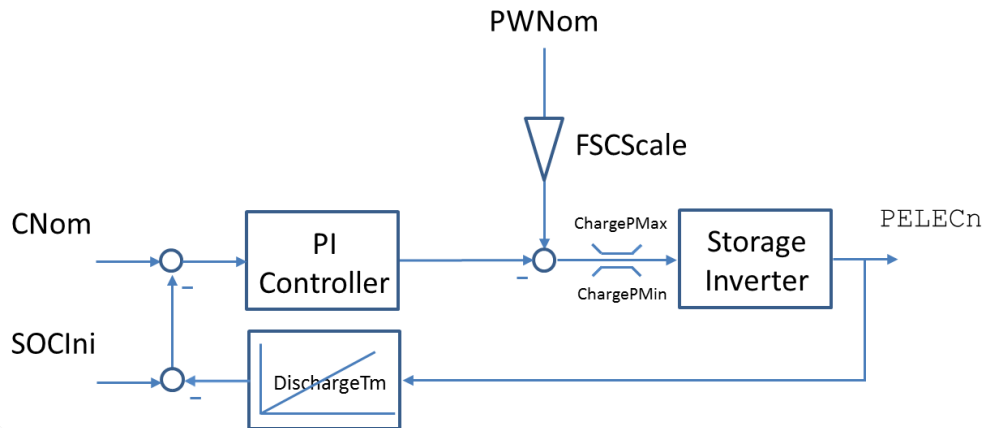 PWNom
FSCScale
CNom
PI
Controller
ChargePMax
ChargePMin
Storage
Inverter
PELECn
SOCIni
DischargeTm